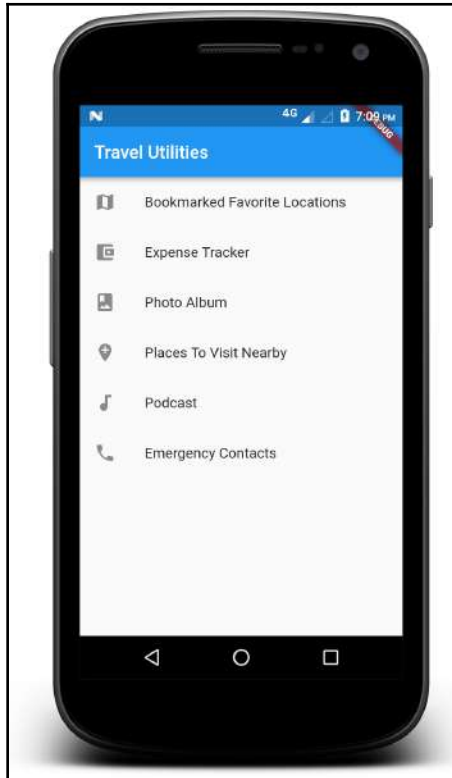 4G 7:09 PM
DEBUG
Travel Utilities
Bookmarked Favorite Locations
Expense Tracker
Photo Album
Places To Visit Nearby
Podcast
Emergency Contacts